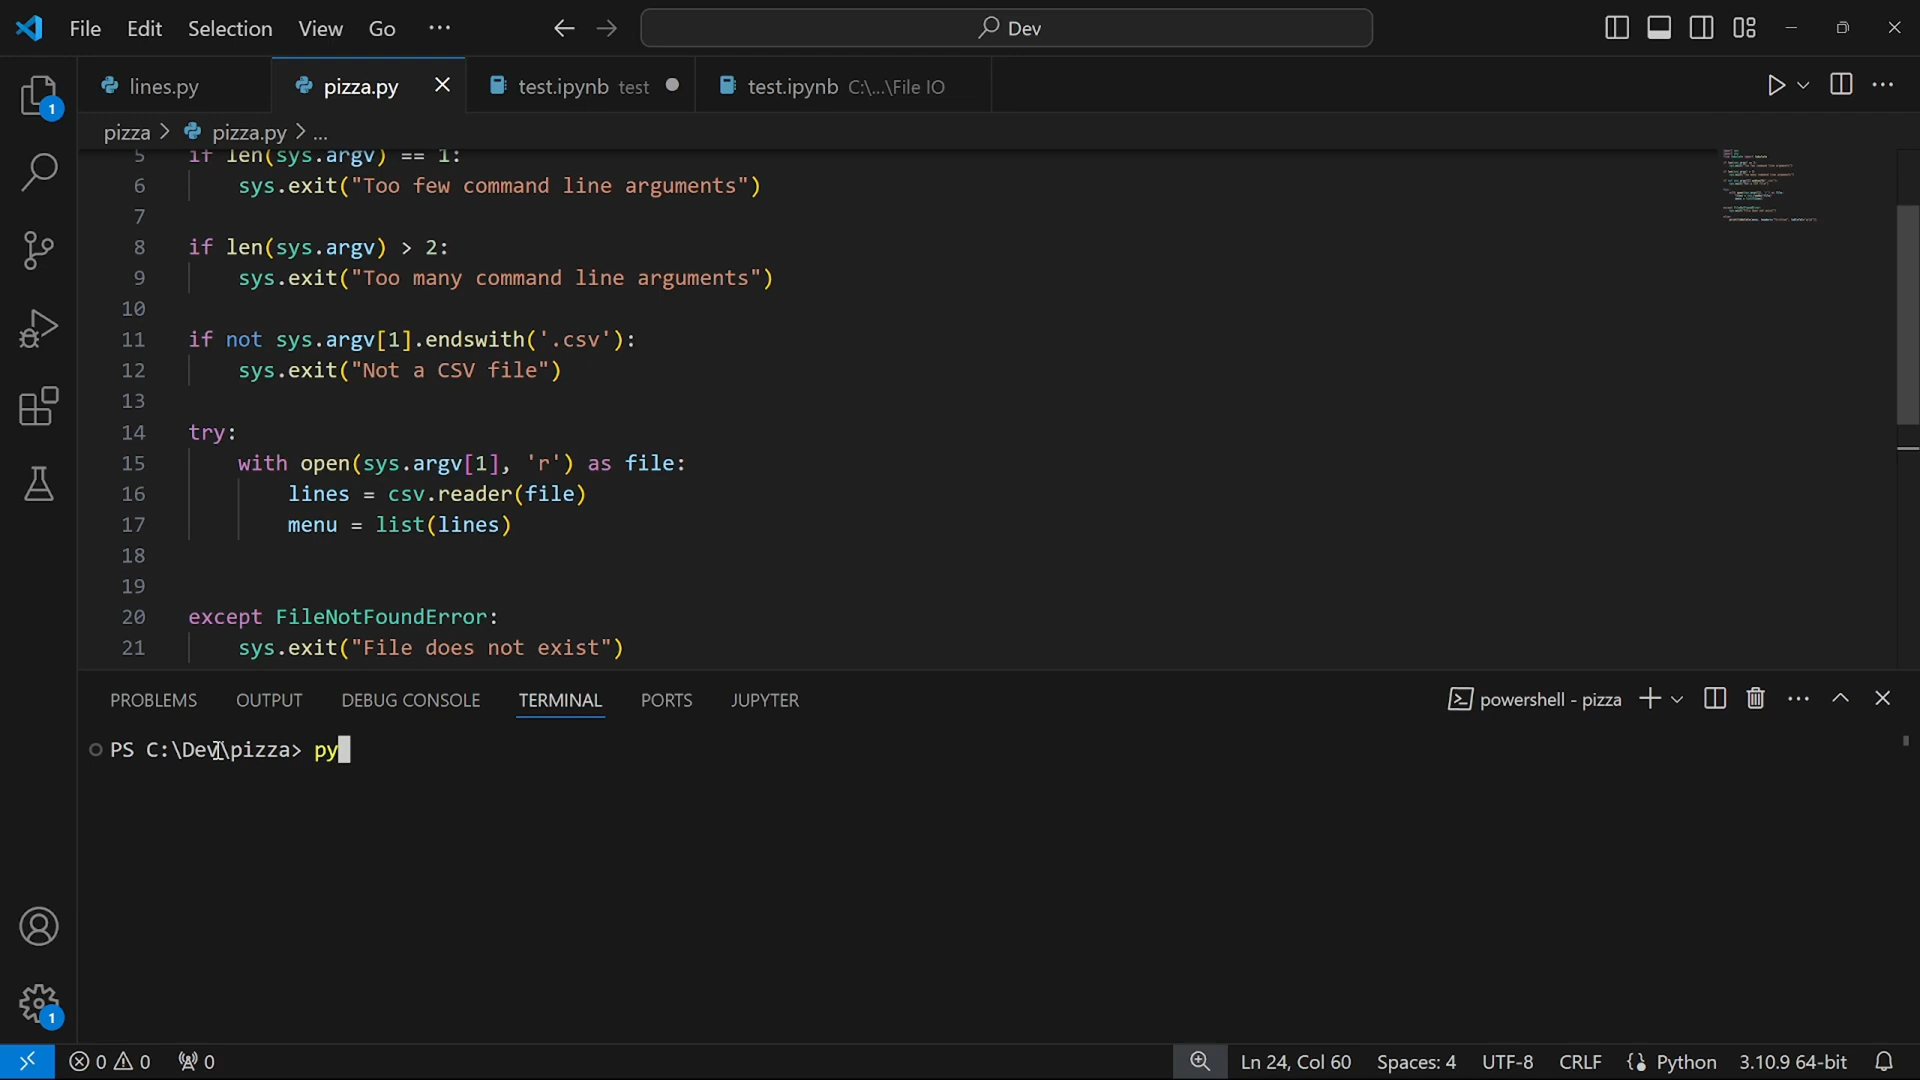 File Edit Selection View Go ···
Dev
lines.py pizza.py test.ipynb test test.ipynb C:\...\File IO
pizza > pizza.py > ...
5 if len(sys.argv) == 1:
6 sys.exit("Too few command line arguments")
7
8 if len(sys.argv) > 2:
9 sys.exit("Too many command line arguments")
10
11 if not sys.argv[1].endswith('.csv'):
12 sys.exit("Not a CSV file")
13
14 try:
15 with open(sys.argv[1], 'r') as file:
16 lines = csv.reader(file)
17 menu = list(lines)
18
19
20 except FileNotFoundError:
21 sys.exit("File does not exist")
PROBLEMS OUTPUT DEBUG CONSOLE TERMINAL PORTS JUPYTER powershell - pizza
PS C:\Dev\pizza> py
1
1
0 0 0 Ln 24, Col 60 Spaces: 4 UTF-8 CRLF Python 3.10.9 64-bit